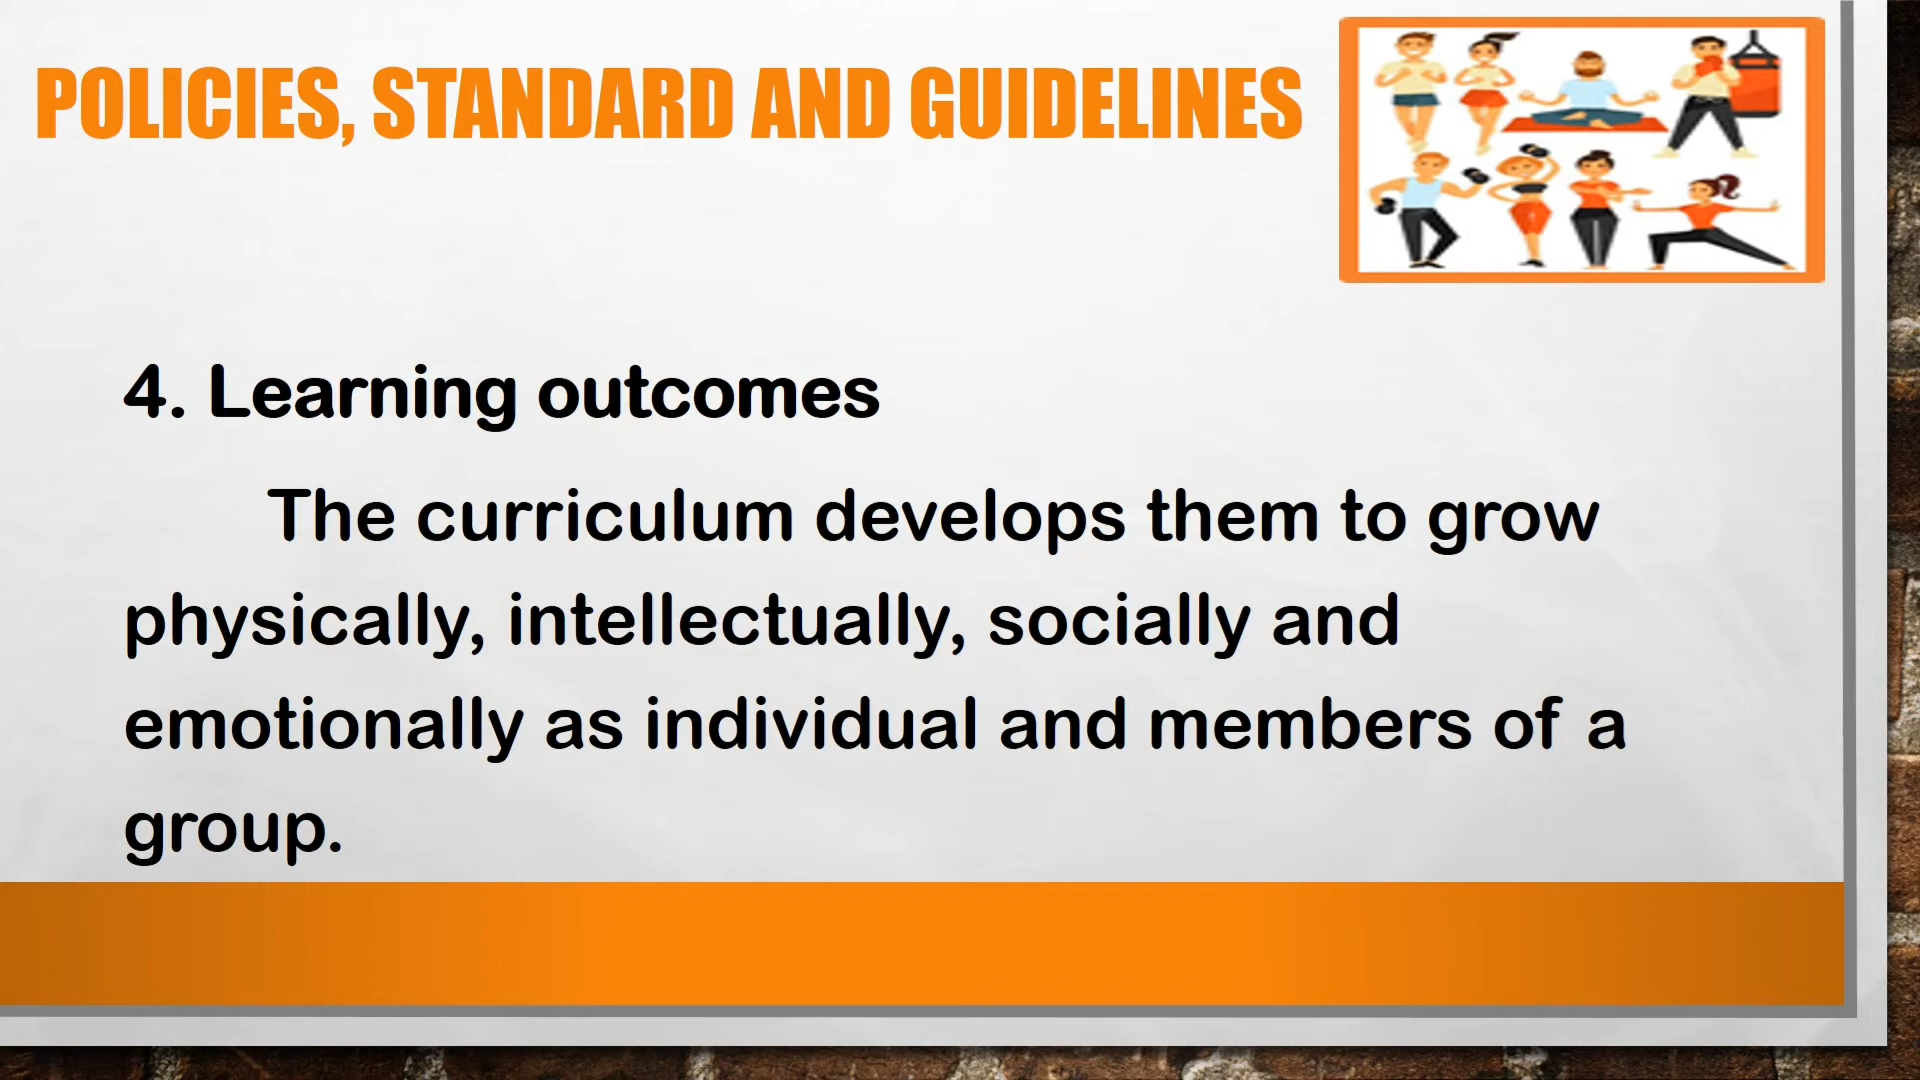 POLICIES, STANDARD AND GUIDELINES
4. Learning outcomes
The curriculum develops them to grow
physically, intellectually, socially and
emotionally as individual and members of a
group.